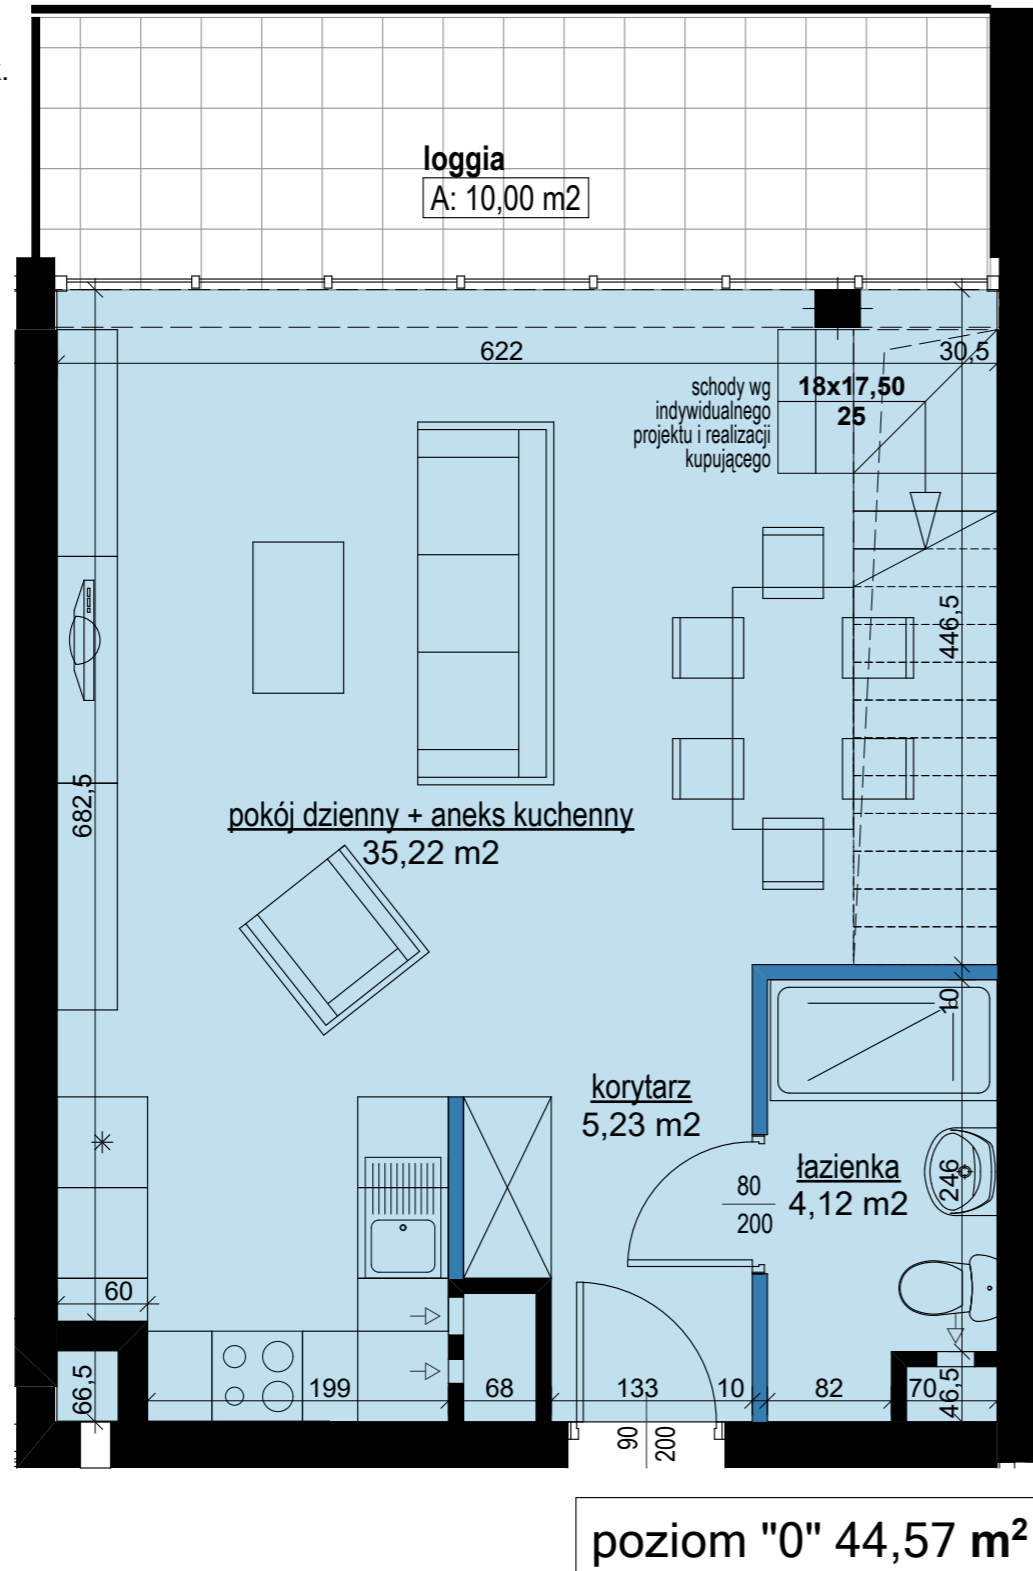 loggia
A: 10,00 m2
622
30,5
schody wg
indywidualnego
projektu i realizacji
kupującego
18x17,50
25
446,5
682,5
pokój dzienny + aneks kuchenny
35,22 m2
10
korytarz
5,23 m2
łazienka
4,12 m2
246
80
200
60
66,5
199
68
133
10
82
70
46,5
90
200
poziom "0" 44,57 m²